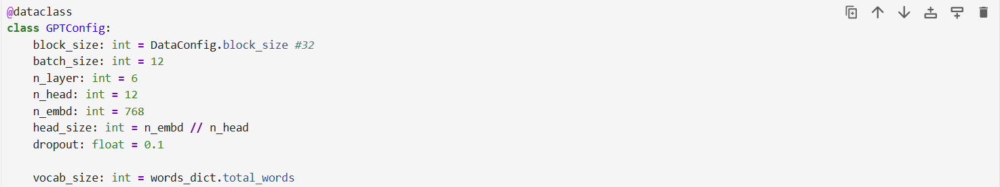 @dataclass
class GPTConfig:
    block_size: int = DataConfig.block_size #32
    batch_size: int = 12
    n_layer: int = 6
    n_head: int = 12
    n_embd: int = 768
    head_size: int = n_embd // n_head
    dropout: float = 0.1
    vocab_size: int = words_dict.total_words